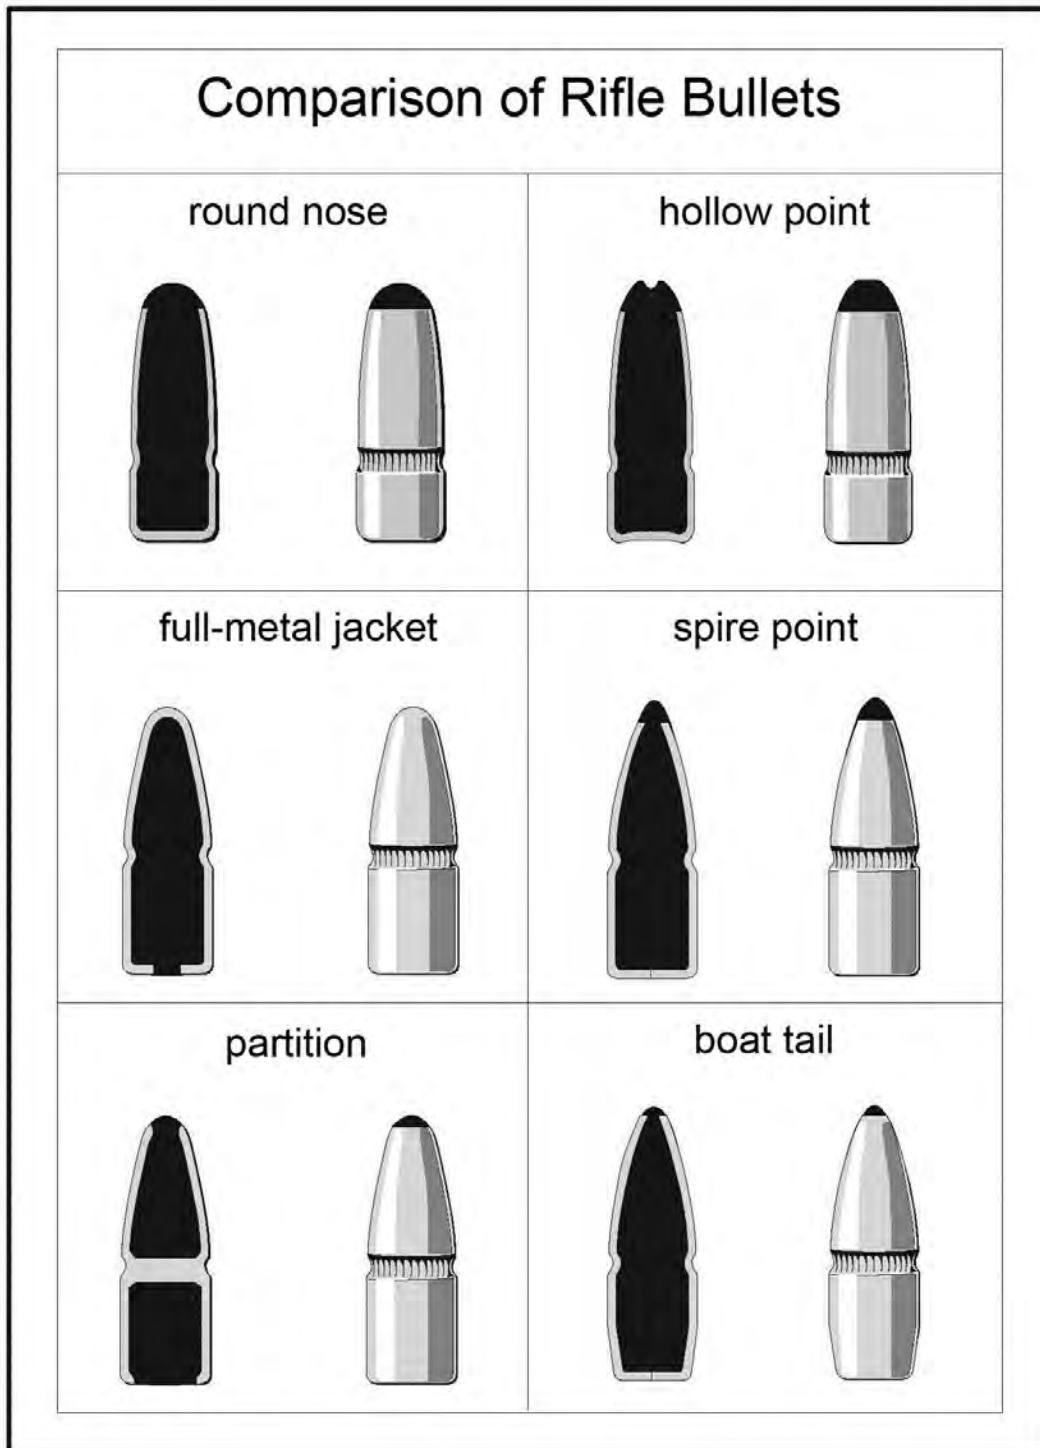 Comparison of Rifle Bullets
round nose
hollow point
full-metal jacket
spire point
partition
boat tail